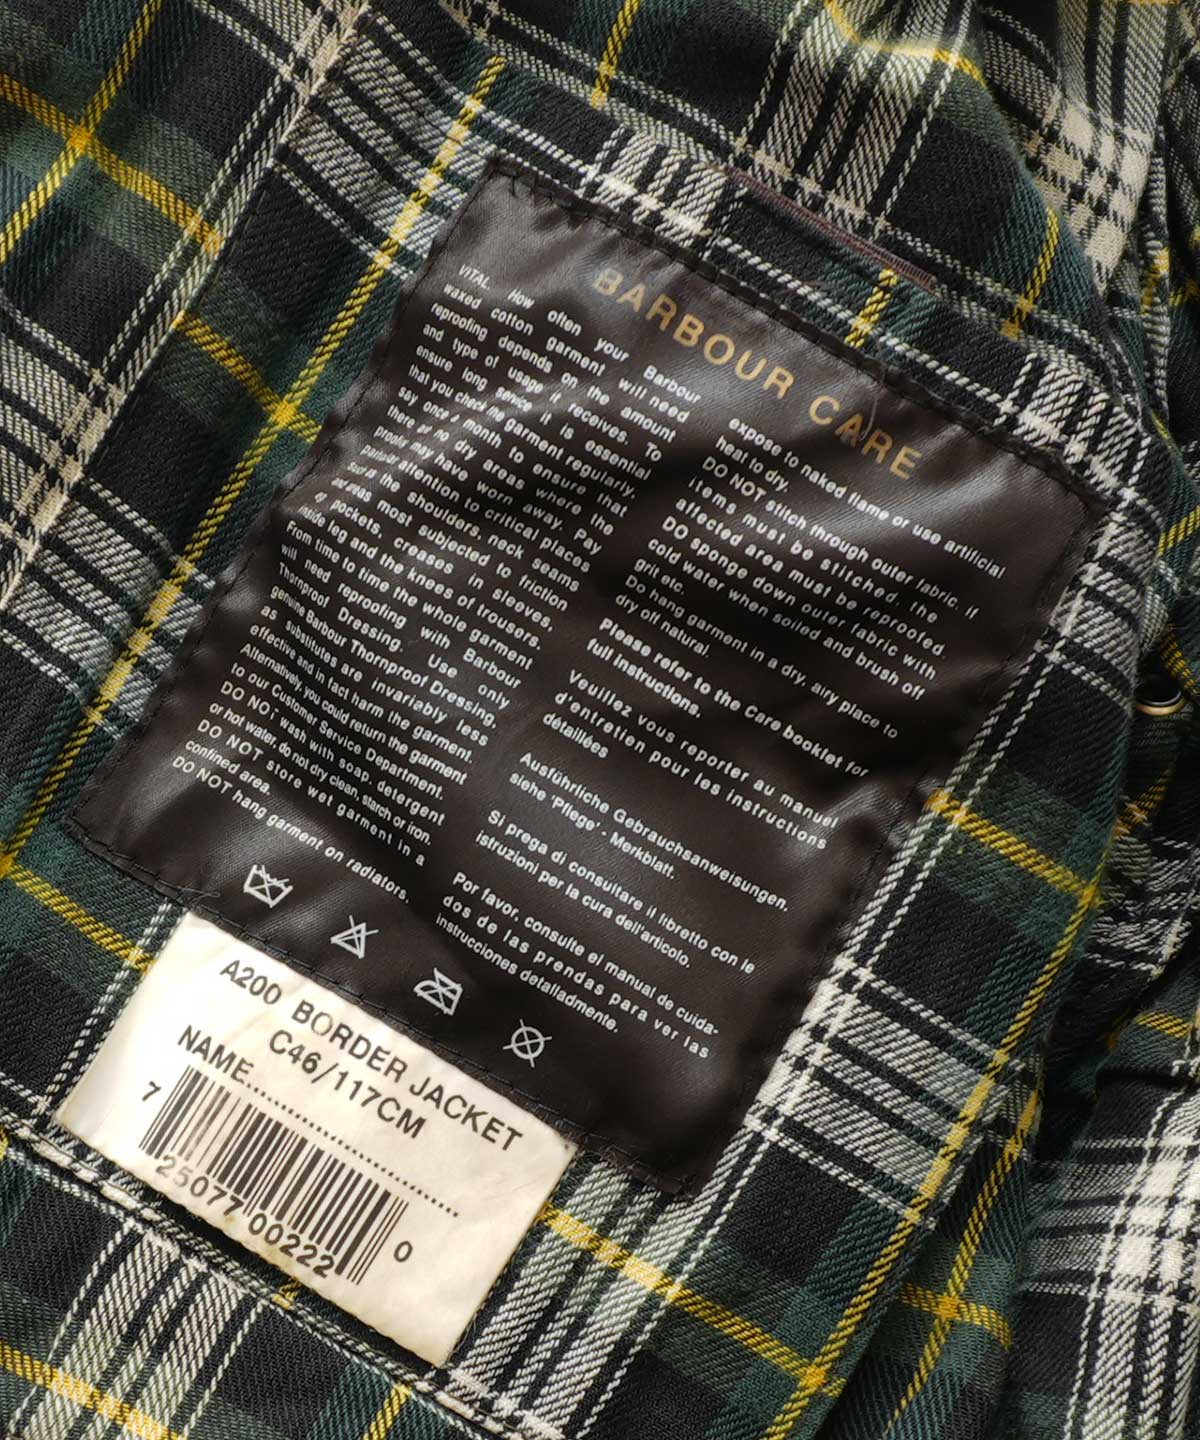 BARBOUR CARE
VITAL. How often your Barbour
waxed cotton garment will need
reproofing depends on the amount
and type of usage it receives. To
ensure long service it is essential
that you check the garment regularly,
say once a month to ensure that
there are no dry areas where the
proofing may have worn away. Pay
particular attention to critical places
such as the shoulders, neck seams
or areas most subjected to friction
pockets, creases in sleeves,
inside leg and the knees of trousers.
From time to time the whole garment
will need reproofing with Barbour
Thornproof Dressing. Use only
genuine Barbour Thornproof Dressing,
as substitutes are invariably less
effective and in fact harm the garment.
Alternatively, you could return the garment
to our Customer Service Department.
DO NOT wash with soap, detergent
or hot water, do not dry clean, starch or iron.
DO NOT store wet garment in a
confined area.
DO NOT hang garment on radiators,
expose to naked flame or use artificial
heat to dry.
DO NOT stitch through outer fabric. If
items must be stitched, the
affected area must be reproofed.
DO sponge down outer fabric with
cold water when soiled and brush off
grit etc.
Do hang garment in a dry, airy place to
dry off natural.
Please refer to the Care booklet for
full instructions.
Veuillez vous reporter au manuel
d'entretien pour les instructions
détaillées
Ausführliche Gebrauchsanweisungen.
siehe 'Pflege' - Merkblatt.
Si prega di consultare il libretto con le
istruzioni per la cura dell'articolo.
Por favor, consulte el manual de cuida-
dos de las prendas para ver las
instrucciones detalladmente.
A200 BORDER JACKET
C46/117CM
NAME..............................
7 25077 00222 0